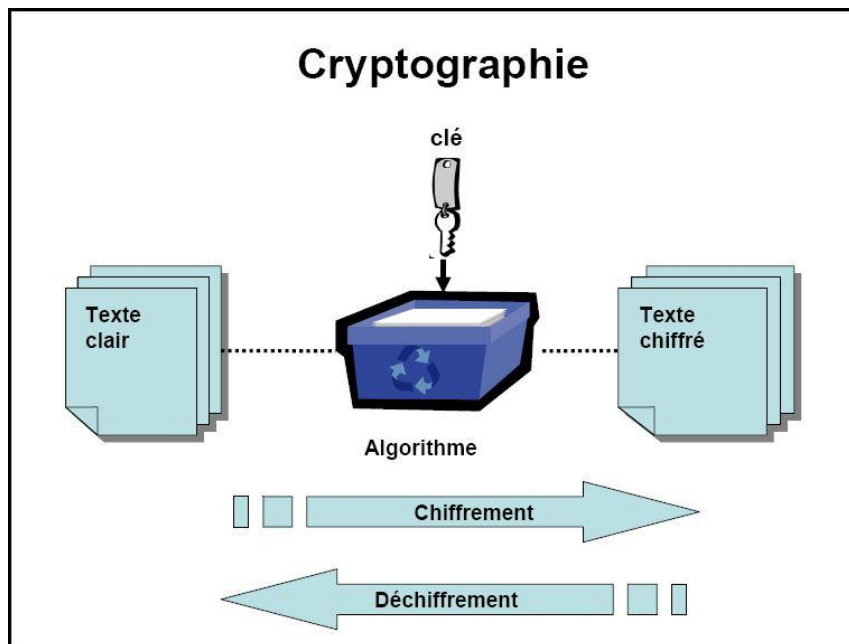 Cryptographie
clé
Texte
clair
Texte
chiffré
Algorithme
Chiffrement
Déchiffrement